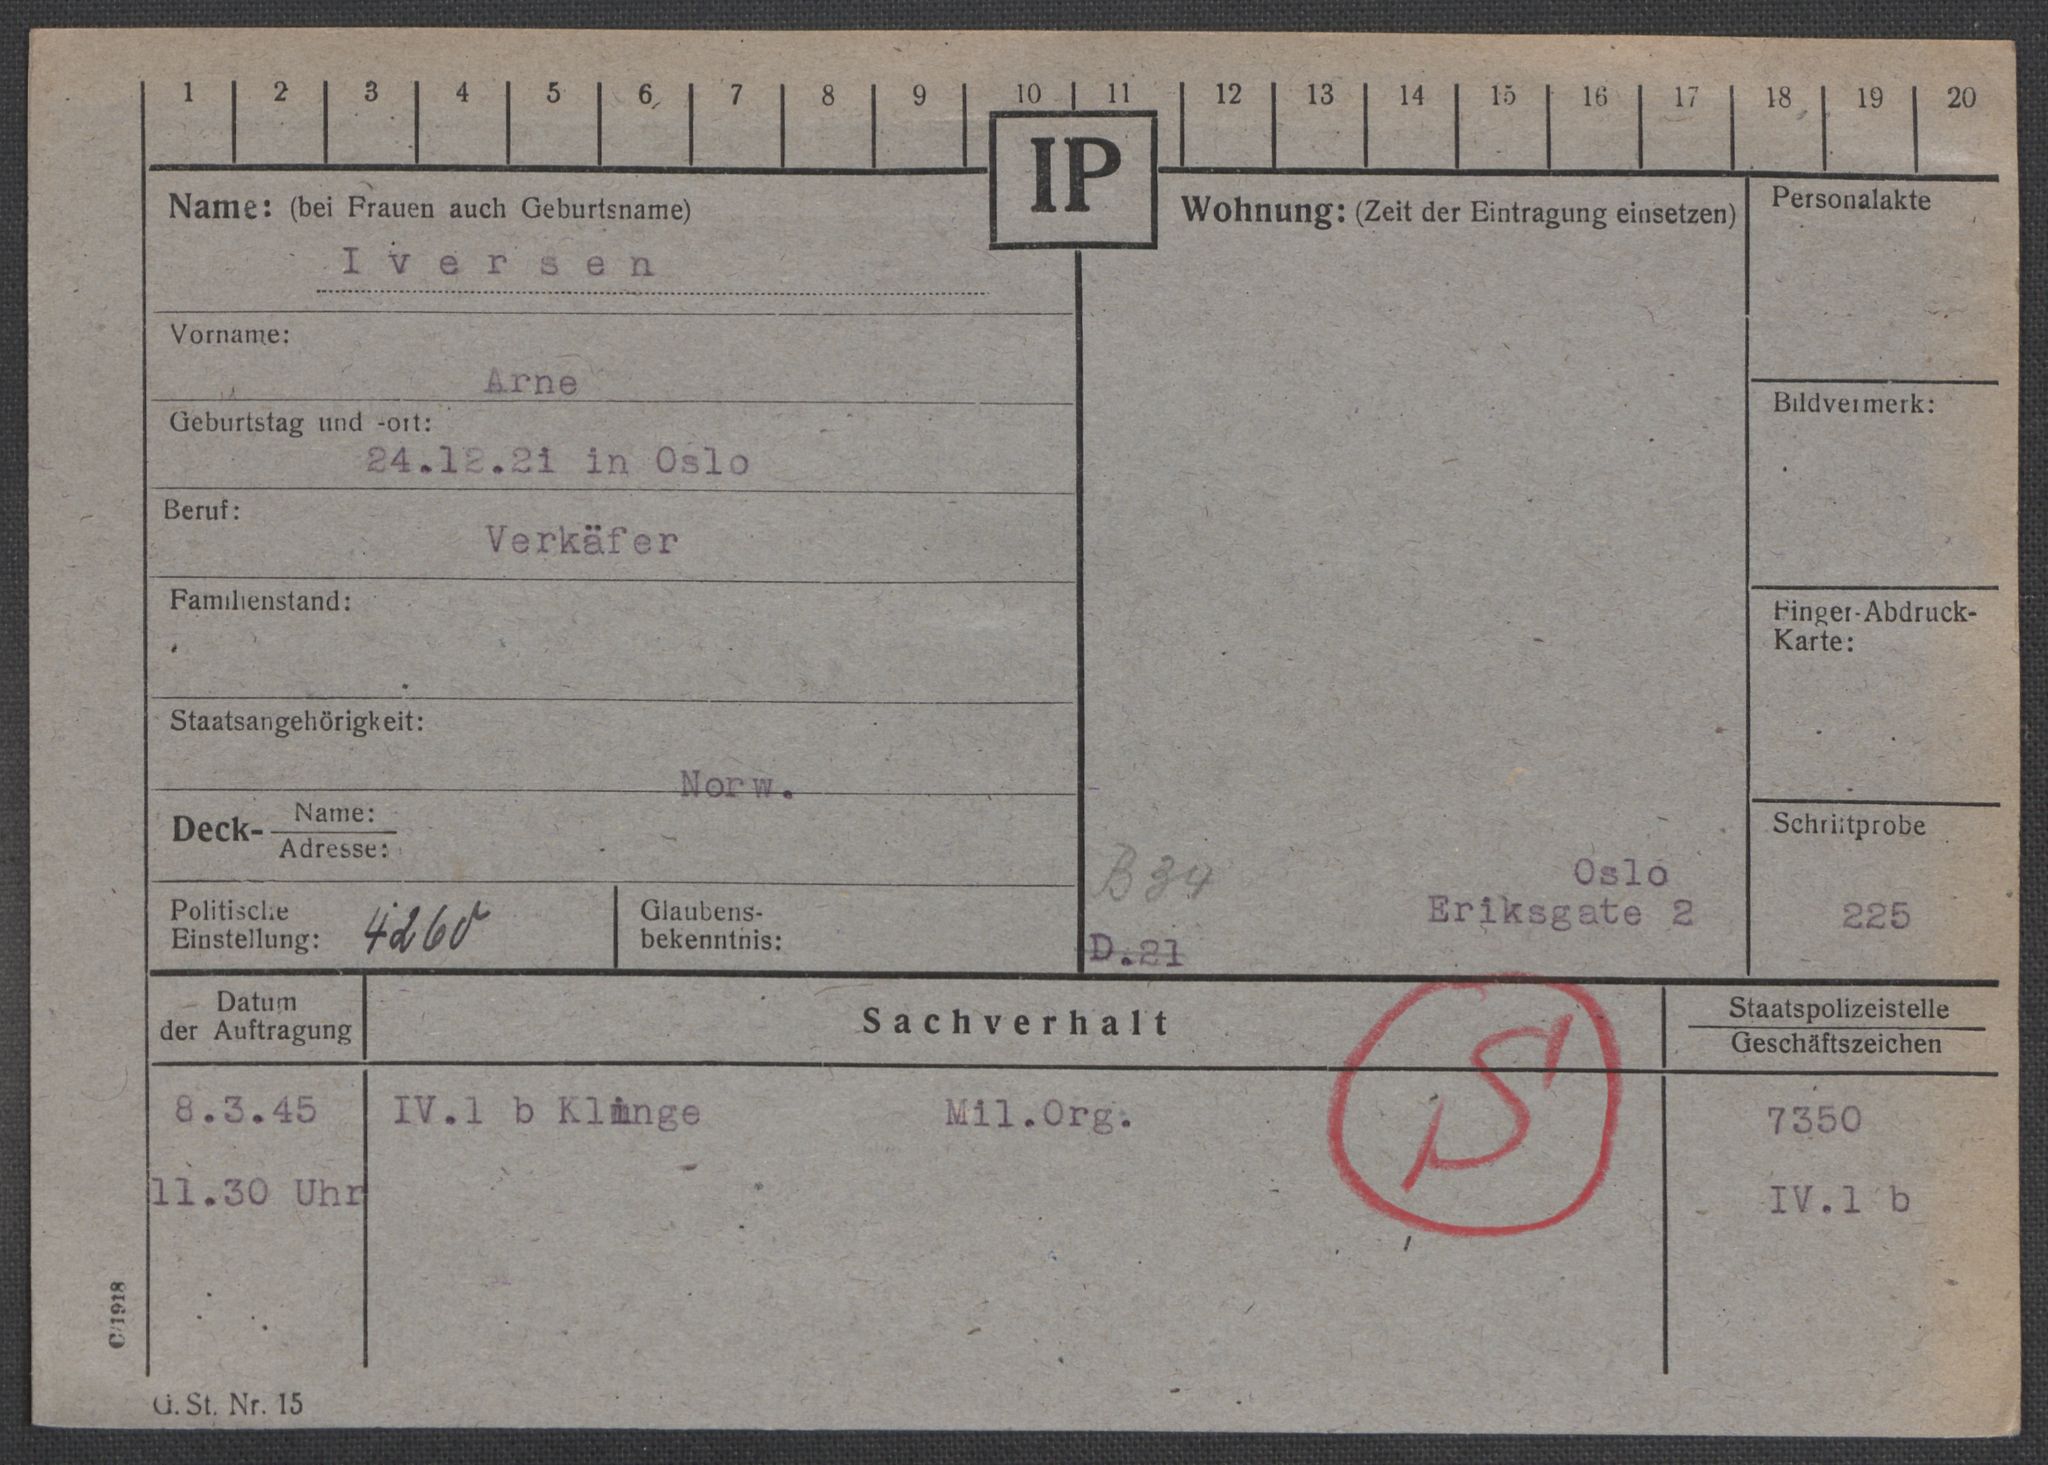 1 2 3 4 5 6 7 8 9 10 11 12 13 14 15 16 17 18 19 20
IP
Name: (bei Frauen auch Geburtsname)
Iversen
Vorname:
Arne
Geburtstag und -ort:
24.12.21 in Oslo
Beruf:
Verkäfer
Familienstand:
Staatsangehörigkeit:
Norw.
Deck- Name:
Adresse:
Politische
Einstellung: 4260
Glaubens-
bekenntnis:
Wohnung: (Zeit der Eintragung einsetzen)
B 34
Oslo
Eriksgate 2
D.21
Personalakte
Bildvermerk:
Finger-Abdruck-
Karte:
Schriftprobe
225
Datum
der Auftragung
Sachverhalt
Staatspolizeistelle
Geschäftszeichen
8.3.45 IV.1 b Klinge Mil.Org. S 7350
11.30 Uhr IV.1 b
C/1918
G. St. Nr. 15